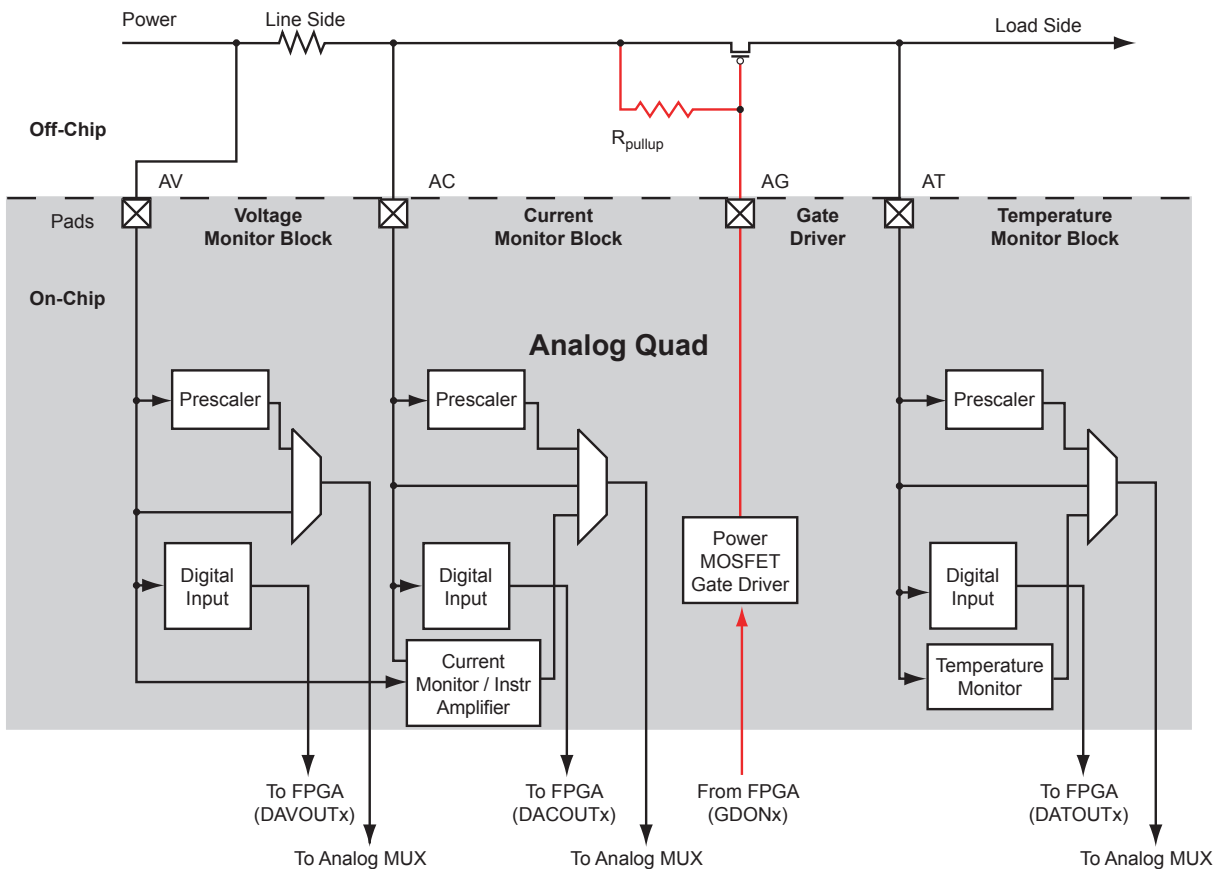 Power
Line Side
Load Side
Off-Chip
Rpullup
AV
AC
AG
AT
Pads
Voltage
Monitor Block
Current
Monitor Block
Gate
Driver
Temperature
Monitor Block
On-Chip
Analog Quad
Prescaler
Prescaler
Prescaler
Power
MOSFET
Gate Driver
Digital
Input
Digital
Input
Digital
Input
Current
Monitor / Instr
Amplifier
Temperature
Monitor
To FPGA
(DAVOUTx)
To FPGA
(DACOUTx)
From FPGA
(GDONx)
To FPGA
(DATOUTx)
To Analog MUX
To Analog MUX
To Analog MUX